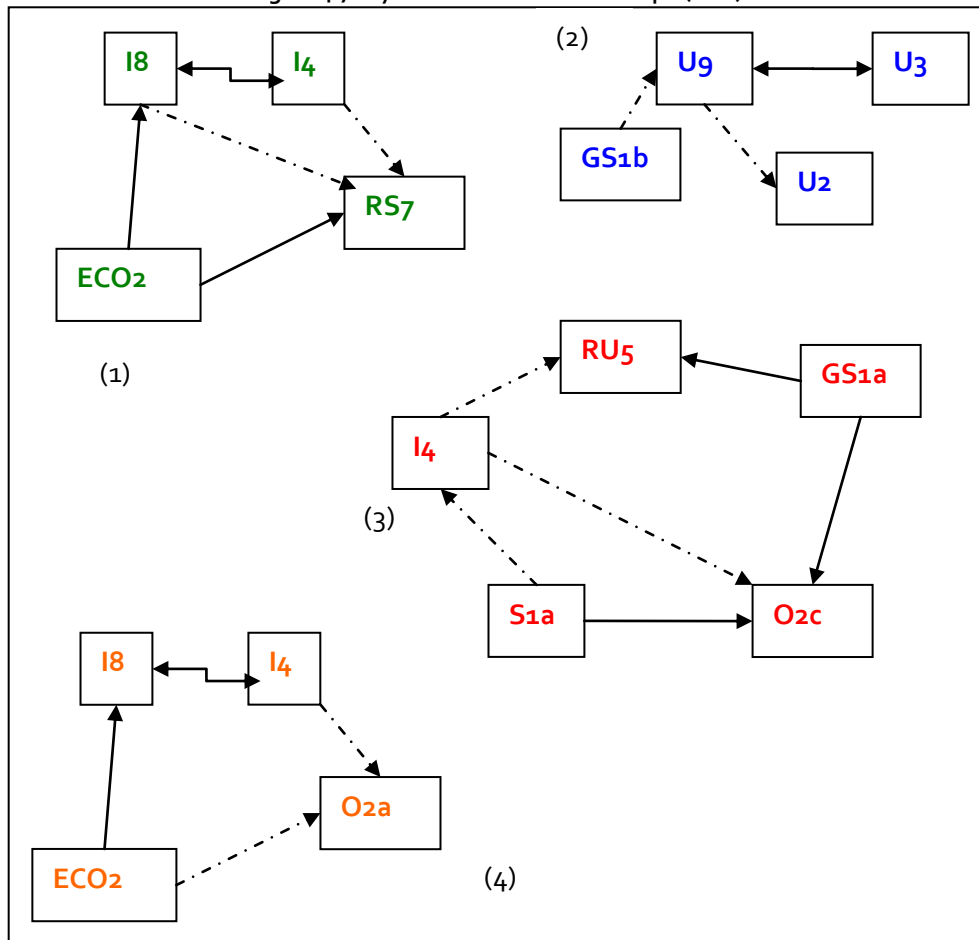 I8
I4
RS7
ECO2
(1)
(2)
U9
U3
GS1b
U2
RU5
GS1a
I4
(3)
S1a
O2c
I8
I4
O2a
ECO2
(4)